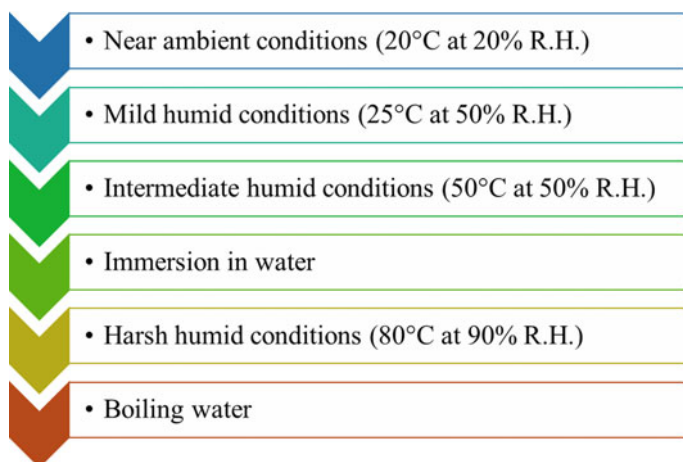 • Near ambient conditions (20°C at 20% R.H.)
• Mild humid conditions (25°C at 50% R.H.)
• Intermediate humid conditions (50°C at 50% R.H.)
• Immersion in water
• Harsh humid conditions (80°C at 90% R.H.)
• Boiling water